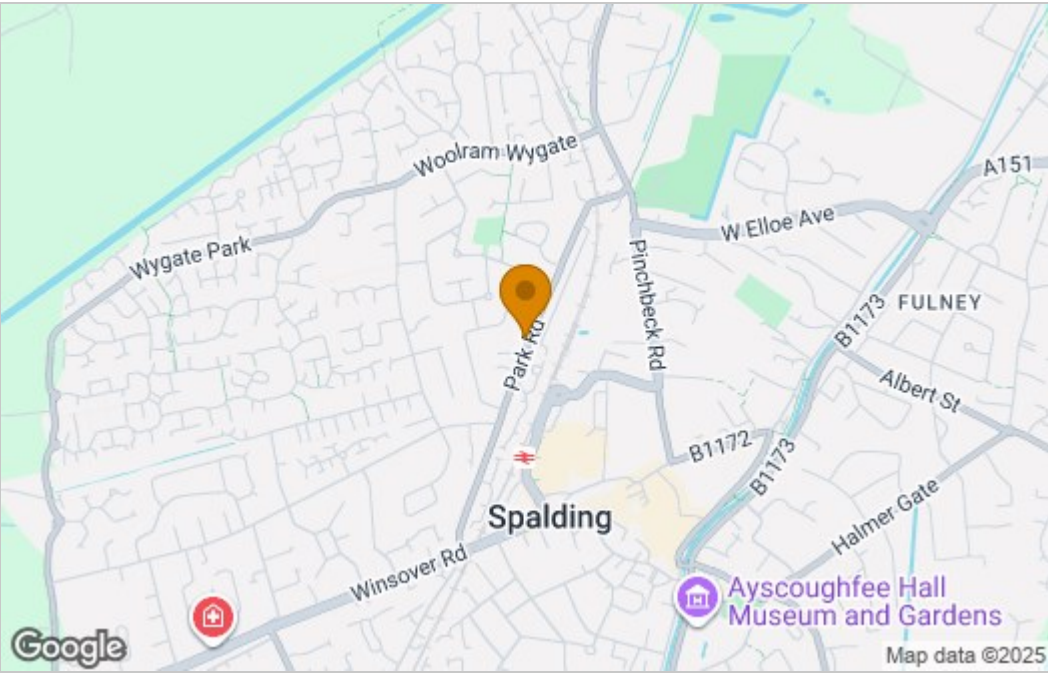 Woolram Wygate
A151
W Elloe Ave
Wygate Park
Pinchbeck Rd
FULNEY
B1173
Park Rd
Albert St
B1172
B1173
Halmer Gate
Spalding
Winsover Rd
Ayscoughfee Hall
Museum and Gardens
H
Google
Map data ©2025